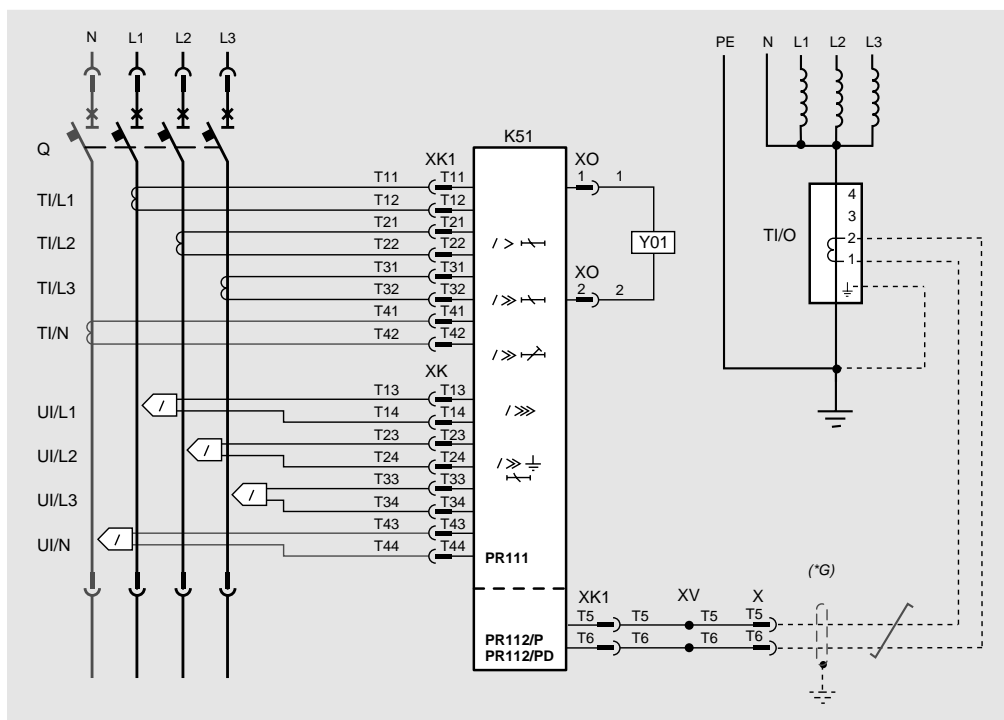 N L1 L2 L3
PE N L1 L2 L3
Q
K51
XK1
XO
T11 T11 1 1
TI/L1
T12 T12
T21 T21
TI/L2
T22 T22
I > Y01
TI/O
4
3
2
1
T31 T31
XO
TI/L3
T32 T32
I >> 2 2
T41 T41
TI/N
T42 T42
I >>
XK
T13 T13
UI/L1 I
T14 T14
I >>>
T23 T23
UI/L2 I
T24 T24
I >>
T33 T33
UI/L3 I
T34 T34
T43 T43
UI/N I
T44 T44
PR111
(*G)
XK1 XV X
T5 T5 T5 T5
PR112/P T6 T6 T6 T6
PR112/PD